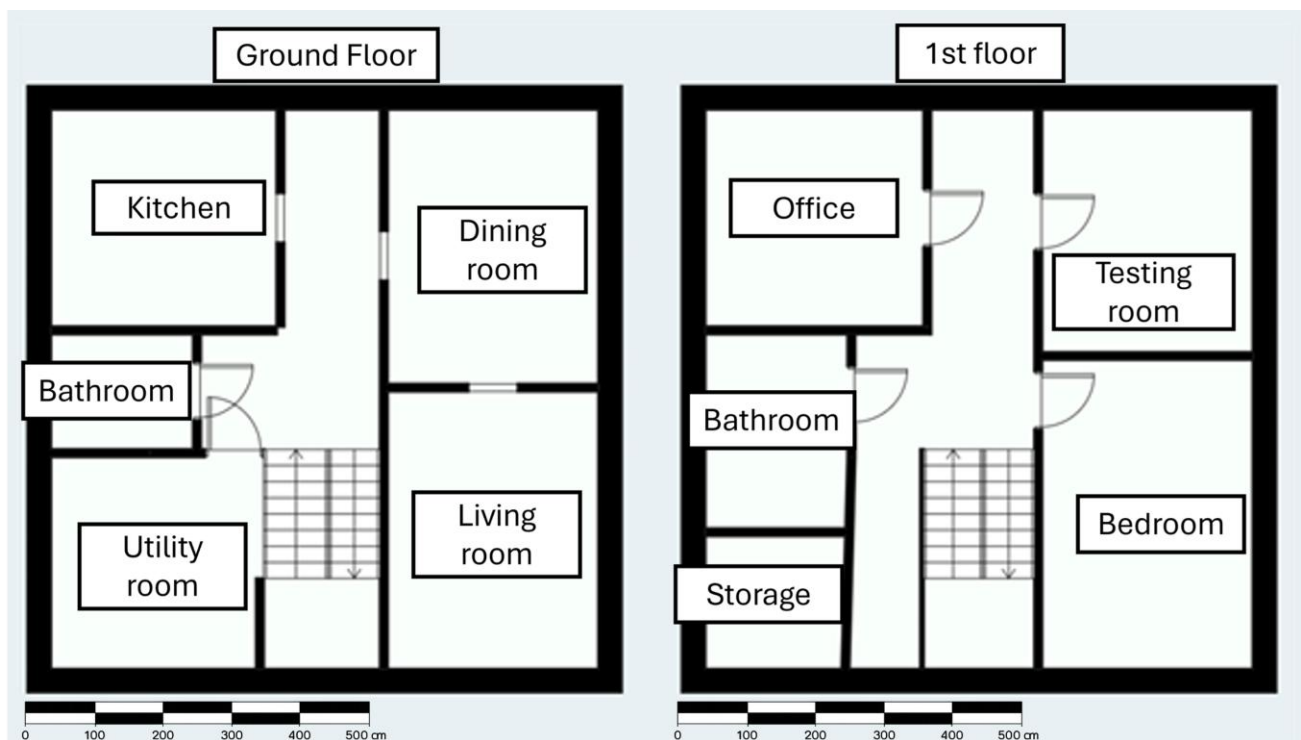 Ground Floor
1st floor
Kitchen
Dining
room
Bathroom
Utility
room
Living
room
Office
Testing
room
Bathroom
Bedroom
Storage
0 100 200 300 400 500 cm
0 100 200 300 400 500 cm